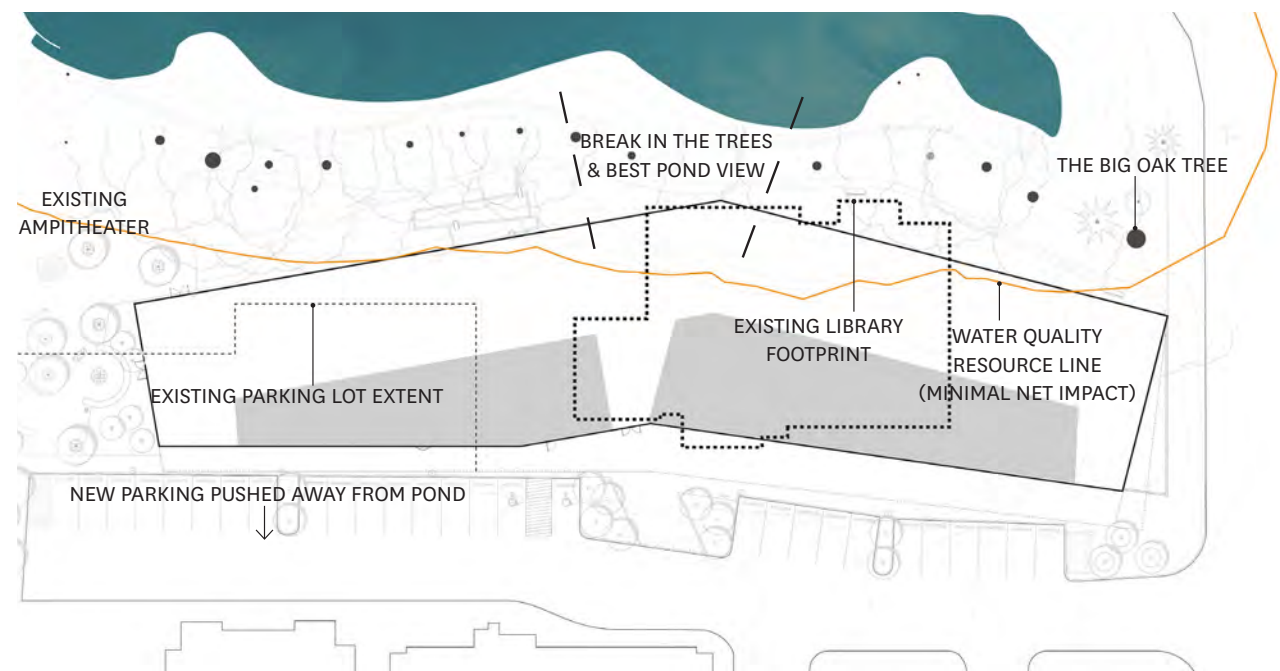 BREAK IN THE TREES
& BEST POND VIEW
THE BIG OAK TREE
EXISTING
AMPITHEATER
EXISTING LIBRARY
FOOTPRINT
WATER QUALITY
RESOURCE LINE
(MINIMAL NET IMPACT)
EXISTING PARKING LOT EXTENT
NEW PARKING PUSHED AWAY FROM POND